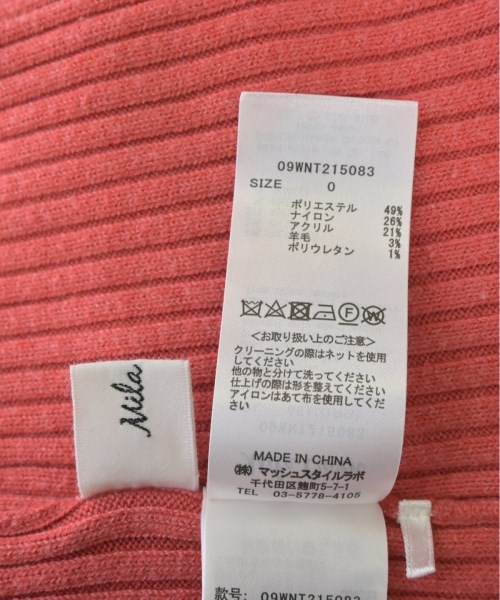 09WNT215083
SIZE 0
ポリエステル 49%
ナイロン 26%
アクリル 21%
羊毛 3%
ポリウレタン 1%
<お取り扱い上のご注意>
クリーニングの際はネットを使用
してください
他の物と分けて洗ってください
仕上げの際は形を整えてください
アイロンはあて布を使用してくだ
さい
MADE IN CHINA
(株) マッシュスタイルラボ
千代田区麹町5-7-1
TEL 03-5778-4105
Mila
款号: 09WNT215083